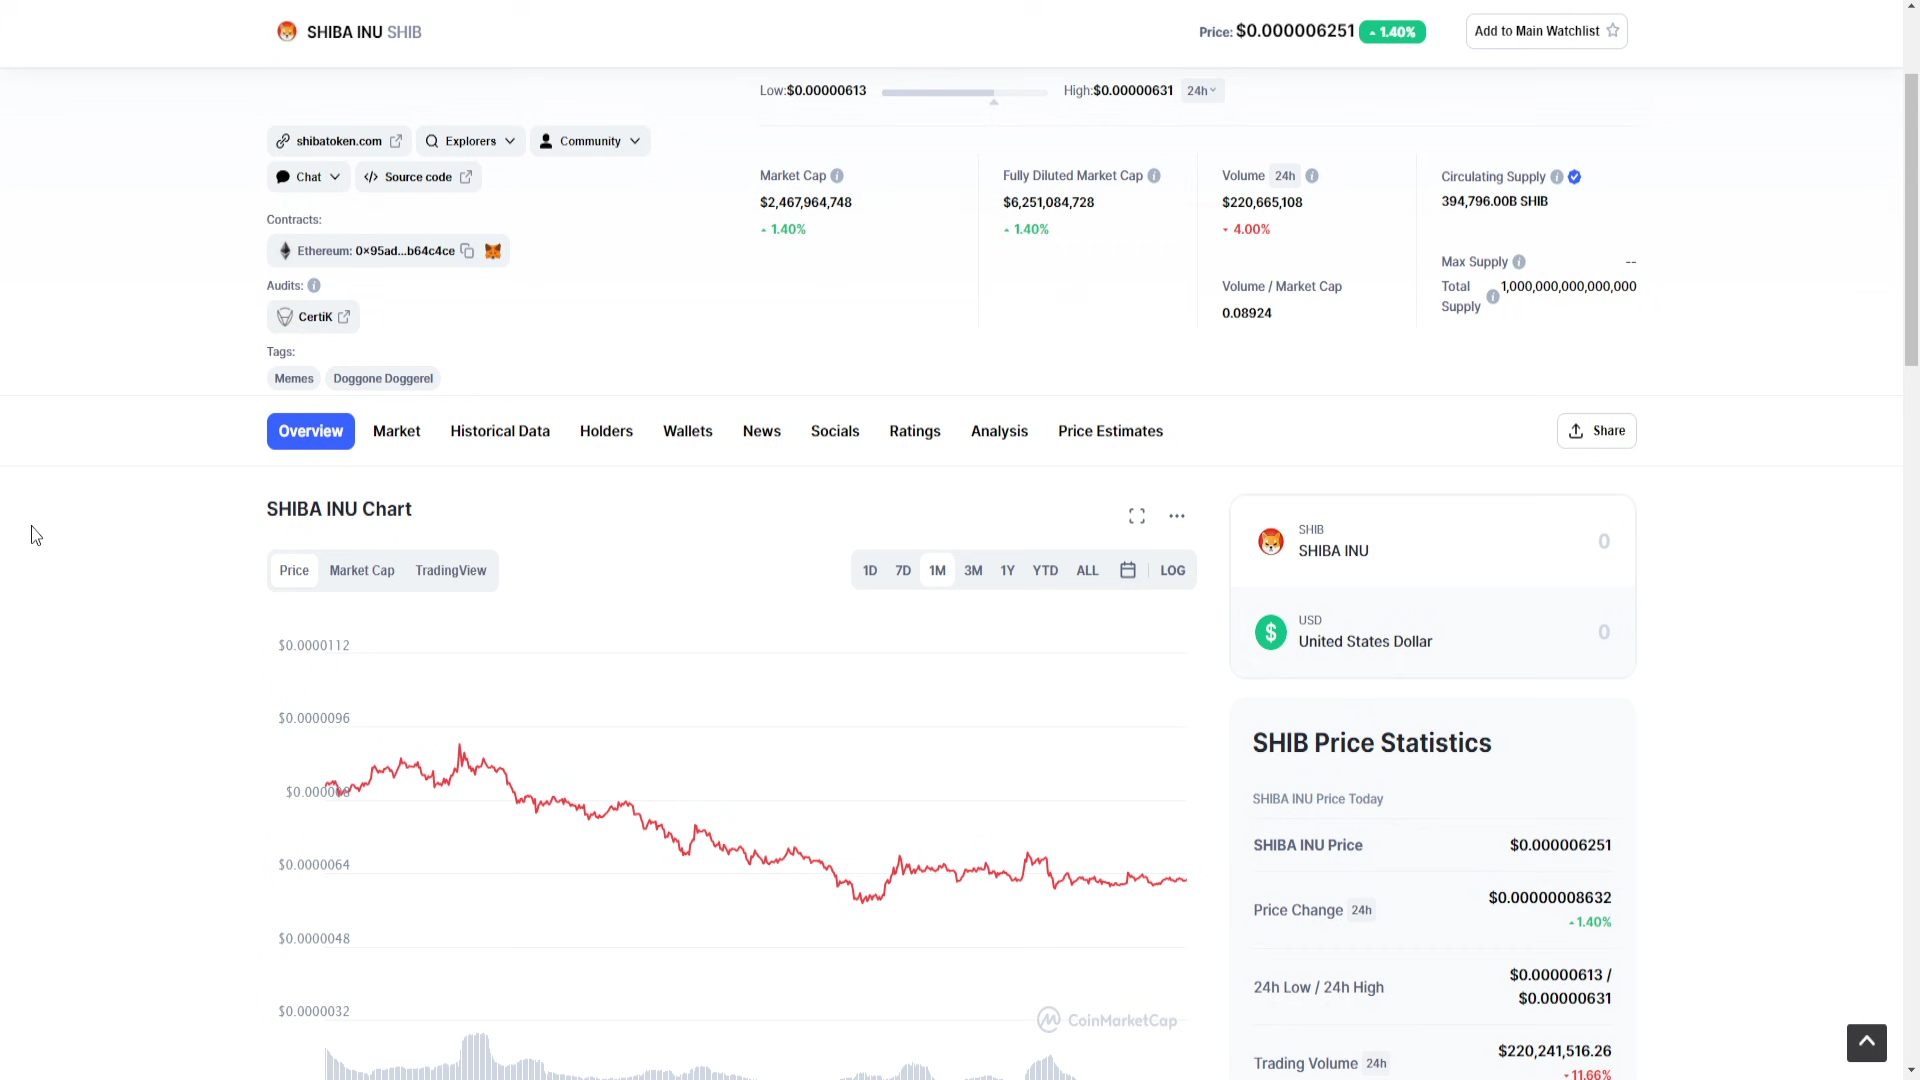 SHIBA INU SHIB
Price: $0.000006251 1.40%
Add to Main Watchlist
Low:$0.00000613 High:$0.00000631 24h
shibatoken.com Explorers Community
Chat Source code
Contracts:
Ethereum: 0x95ad...b64c4ce
Audits:
CertiK
Tags:
Memes Doggone Doggerel
Market Cap
$2,467,964,748
1.40%
Fully Diluted Market Cap
$6,251,084,728
1.40%
Volume 24h
$220,665,108
4.00%
Volume / Market Cap
0.08924
Circulating Supply
394,796.00B SHIB
Max Supply --
Total Supply 1,000,000,000,000,000
Overview Market Historical Data Holders Wallets News Socials Ratings Analysis Price Estimates
Share
SHIBA INU Chart
Price Market Cap TradingView
1D 7D 1M 3M 1Y YTD ALL LOG
$0.0000112
$0.0000096
$0.000008
$0.0000064
$0.0000048
$0.0000032
CoinMarketCap
SHIB
SHIBA INU 0
USD
United States Dollar 0
SHIB Price Statistics
SHIBA INU Price Today
SHIBA INU Price $0.000006251
Price Change 24h $0.00000008632
1.40%
24h Low / 24h High $0.00000613 /
$0.00000631
Trading Volume 24h $220,241,516.26
11.66%